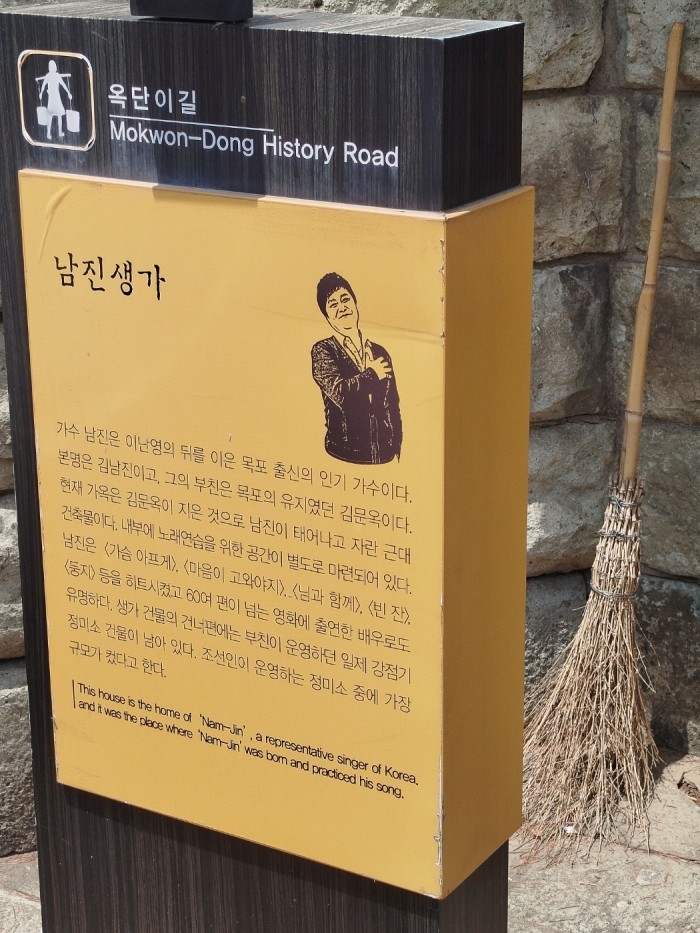 옥단이길
Mokwon-Dong History Road
남진생가
가수 남진은 이난영의 뒤를 이은 목포 출신의 인기 가수이다.
본명은 김남진이고, 그의 부친은 목포의 유지였던 김문옥이다.
현재 가옥은 김문옥이 지은 것으로 남진이 태어나고 자란 근대
건축물이다. 내부에 노래연습을 위한 공간이 별도로 마련되어 있다.
남진은 〈가슴 아프게〉, 〈마음이 고와야지〉, 〈님과 함께〉, 〈빈 잔〉,
〈둥지〉 등을 히트시켰고 60여 편이 넘는 영화에 출연한 배우로도
유명하다. 생가 건물의 건너편에는 부친이 운영하던 일제 강점기
정미소 건물이 남아 있다. 조선인이 운영하는 정미소 중에 가장
규모가 컸다고 한다.
This house is the home of 'Nam-Jin', a representative singer of Korea,
and it was the place where 'Nam-Jin' was born and practiced his song.